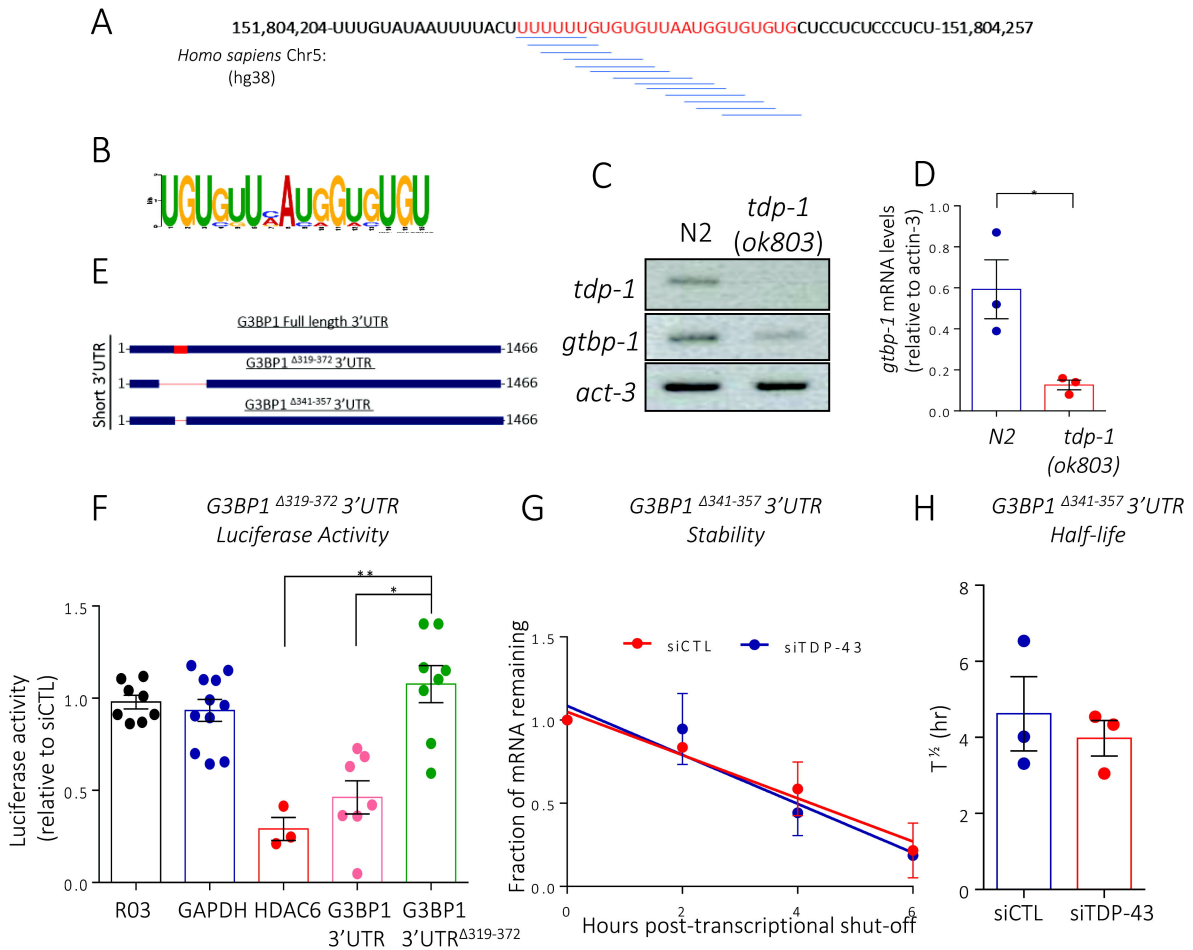 A
151,804,204-UUUGUAUAAUUUUACUUUUUUUGUGUGUUAAUGGUGUGUGCUCCUCUCCCUCU-151,804,257
Homo sapiens Chr5:
(hg38)
B
UGUGUU AUGGUGUGU
C
N2
tdp-1
(ok803)
tdp-1
gtbp-1
act-3
D
*
gtbp-1 mRNA levels
(relative to actin-3)
1.0
0.8
0.6
0.4
0.2
0.0
N2
tdp-1
(ok803)
E
Short 3'UTR
G3BP1 Full length 3'UTR
1- -1466
G3BP1 Δ319-372 3'UTR
1- -1466
G3BP1 Δ341-357 3'UTR
1- -1466
F
G3BP1 Δ319-372 3'UTR
Luciferase Activity
**
*
Luciferase activity
(relative to siCTL)
1.5
1.0
0.5
0.0
R03 GAPDH HDAC6 G3BP1 3'UTR G3BP1 3'UTRΔ319-372
G
G3BP1 Δ341-357 3'UTR
Stability
siCTL siTDP-43
Fraction of mRNA remaining
1.5
1.0
0.5
0.0
0 2 4 6
Hours post-transcriptional shut-off
H
G3BP1 Δ341-357 3'UTR
Half-life
T½ (hr)
8
6
4
2
0
siCTL siTDP-43